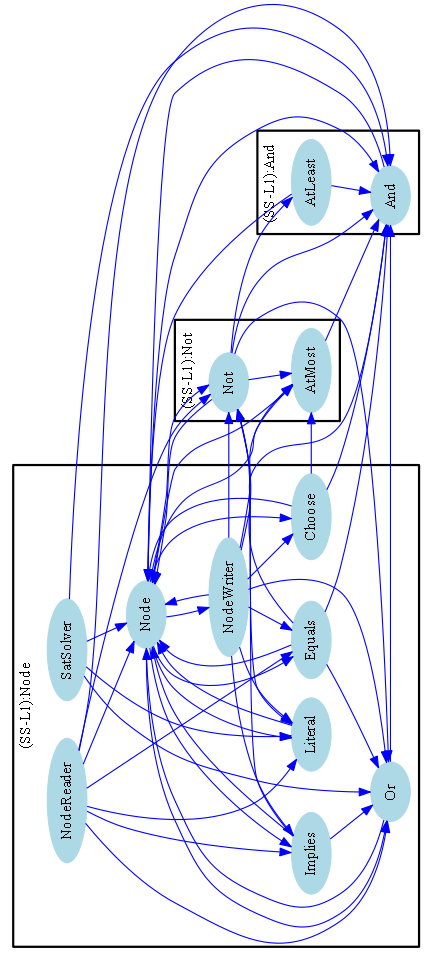 (SS-L1):Node
NodeReader
SatSolver
Node
NodeWriter
Implies
Literal
Equals
Choose
Or
(SS-L1):Not
Not
AtMost
(SS-L1):And
AtLeast
And